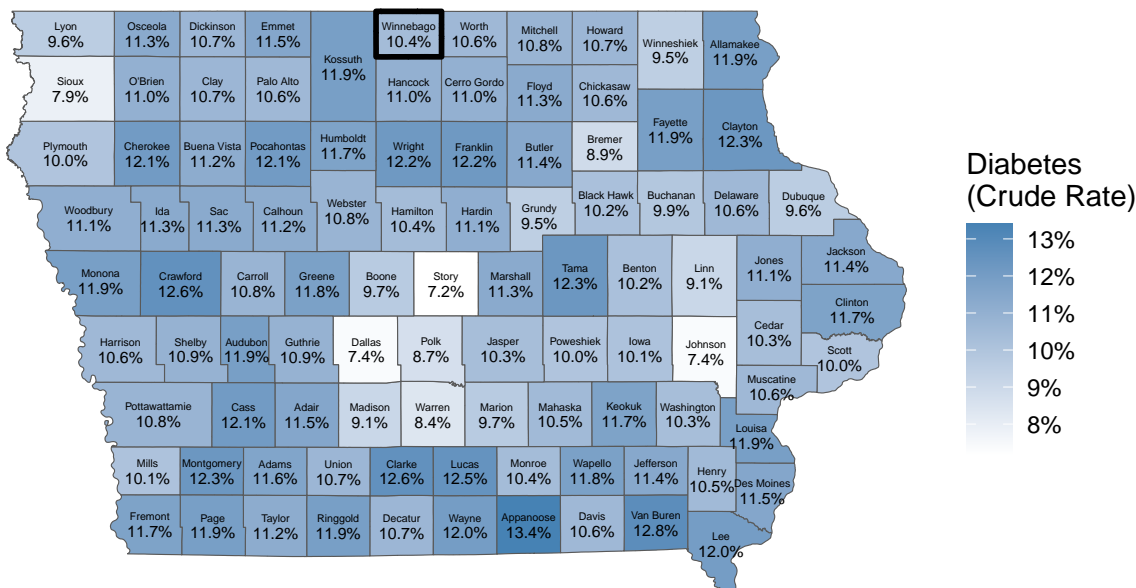 Lyon
9.6%
Osceola
11.3%
Dickinson
10.7%
Emmet
11.5%
Kossuth
11.9%
Winnebago
10.4%
Worth
10.6%
Mitchell
10.8%
Howard
10.7%
Winneshiek
9.5%
Allamakee
11.9%
Sioux
7.9%
O'Brien
11.0%
Clay
10.7%
Palo Alto
10.6%
Hancock
11.0%
Cerro Gordo
11.0%
Floyd
11.3%
Chickasaw
10.6%
Fayette
11.9%
Clayton
12.3%
Plymouth
10.0%
Cherokee
12.1%
Buena Vista
11.2%
Pocahontas
12.1%
Humboldt
11.7%
Wright
12.2%
Franklin
12.2%
Butler
11.4%
Bremer
8.9%
Woodbury
11.1%
Ida
11.3%
Sac
11.3%
Calhoun
11.2%
Webster
10.8%
Hamilton
10.4%
Hardin
11.1%
Grundy
9.5%
Black Hawk
10.2%
Buchanan
9.9%
Delaware
10.6%
Dubuque
9.6%
Monona
11.9%
Crawford
12.6%
Carroll
10.8%
Greene
11.8%
Boone
9.7%
Story
7.2%
Marshall
11.3%
Tama
12.3%
Benton
10.2%
Linn
9.1%
Jones
11.1%
Jackson
11.4%
Clinton
11.7%
Harrison
10.6%
Shelby
10.9%
Audubon
11.9%
Guthrie
10.9%
Dallas
7.4%
Polk
8.7%
Jasper
10.3%
Poweshiek
10.0%
Iowa
10.1%
Johnson
7.4%
Cedar
10.3%
Scott
10.0%
Muscatine
10.6%
Pottawattamie
10.8%
Cass
12.1%
Adair
11.5%
Madison
9.1%
Warren
8.4%
Marion
9.7%
Mahaska
10.5%
Keokuk
11.7%
Washington
10.3%
Louisa
11.9%
Mills
10.1%
Montgomery
12.3%
Adams
11.6%
Union
10.7%
Clarke
12.6%
Lucas
12.5%
Monroe
10.4%
Wapello
11.8%
Jefferson
11.4%
Henry
10.5%
Des Moines
11.5%
Fremont
11.7%
Page
11.9%
Taylor
11.2%
Ringgold
11.9%
Decatur
10.7%
Wayne
12.0%
Appanoose
13.4%
Davis
10.6%
Van Buren
12.8%
Lee
12.0%
Diabetes
(Crude Rate)
13%
12%
11%
10%
9%
8%